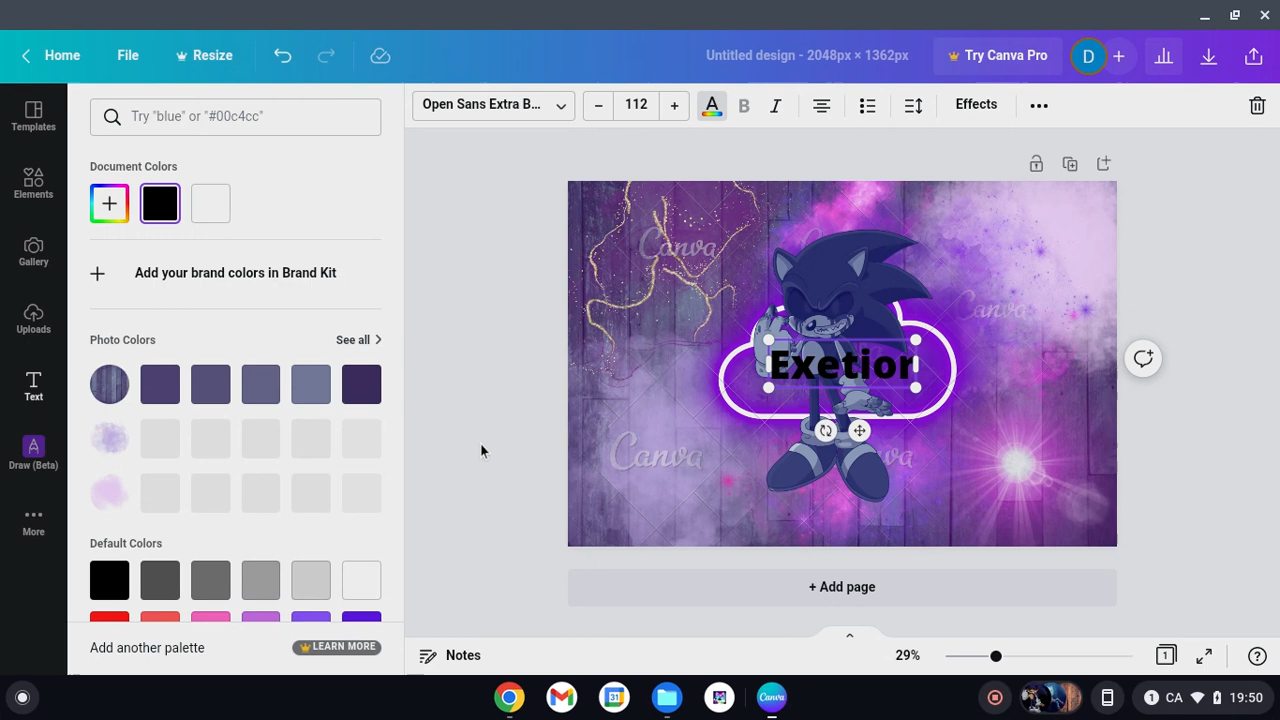 Home
File
Resize
Untitled design - 2048px × 1362px
Try Canva Pro
D
Templates
Elements
Gallery
Uploads
Text
Draw (Beta)
More
Try "blue" or "#00c4cc"
Document Colors
Add your brand colors in Brand Kit
Photo Colors
See all
Default Colors
Add another palette
LEARN MORE
Open Sans Extra B...
– 112 +
A
B
I
Effects
Canva
Canva
Exetior
Canva
+ Add page
Notes
29%
1
?
31
Canva
1
CA
19:50